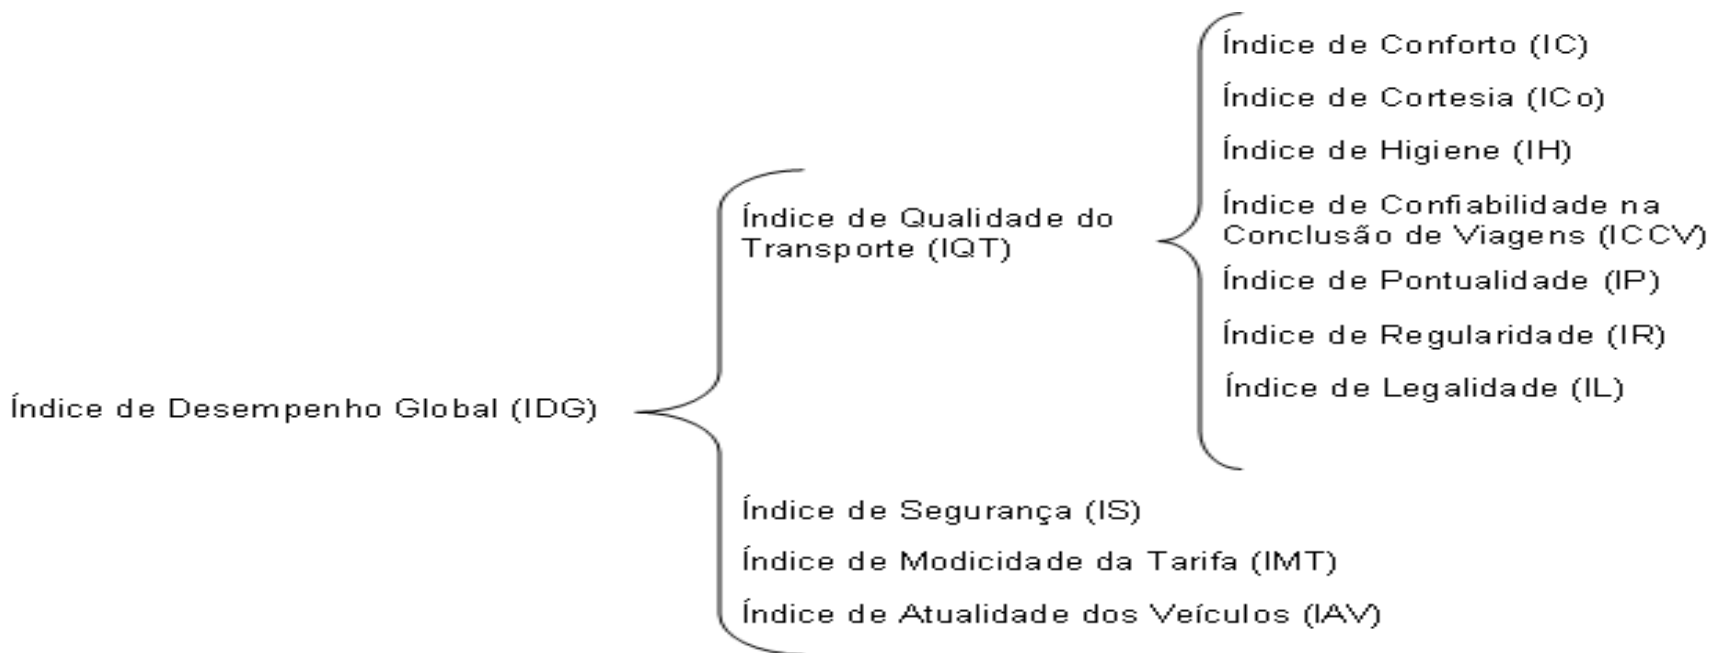 Índice de Conforto (IC)
Índice de Cortesia (ICo)
Índice de Higiene (IH)
Índice de Qualidade do
Transporte (IQT)
Índice de Confiabilidade na
Conclusão de Viagens (ICCV)
Índice de Pontualidade (IP)
Índice de Regularidade (IR)
Índice de Legalidade (IL)
Índice de Desempenho Global (IDG)
Índice de Segurança (IS)
Índice de Modicidade da Tarifa (IMT)
Índice de Atualidade dos Veículos (IAV)